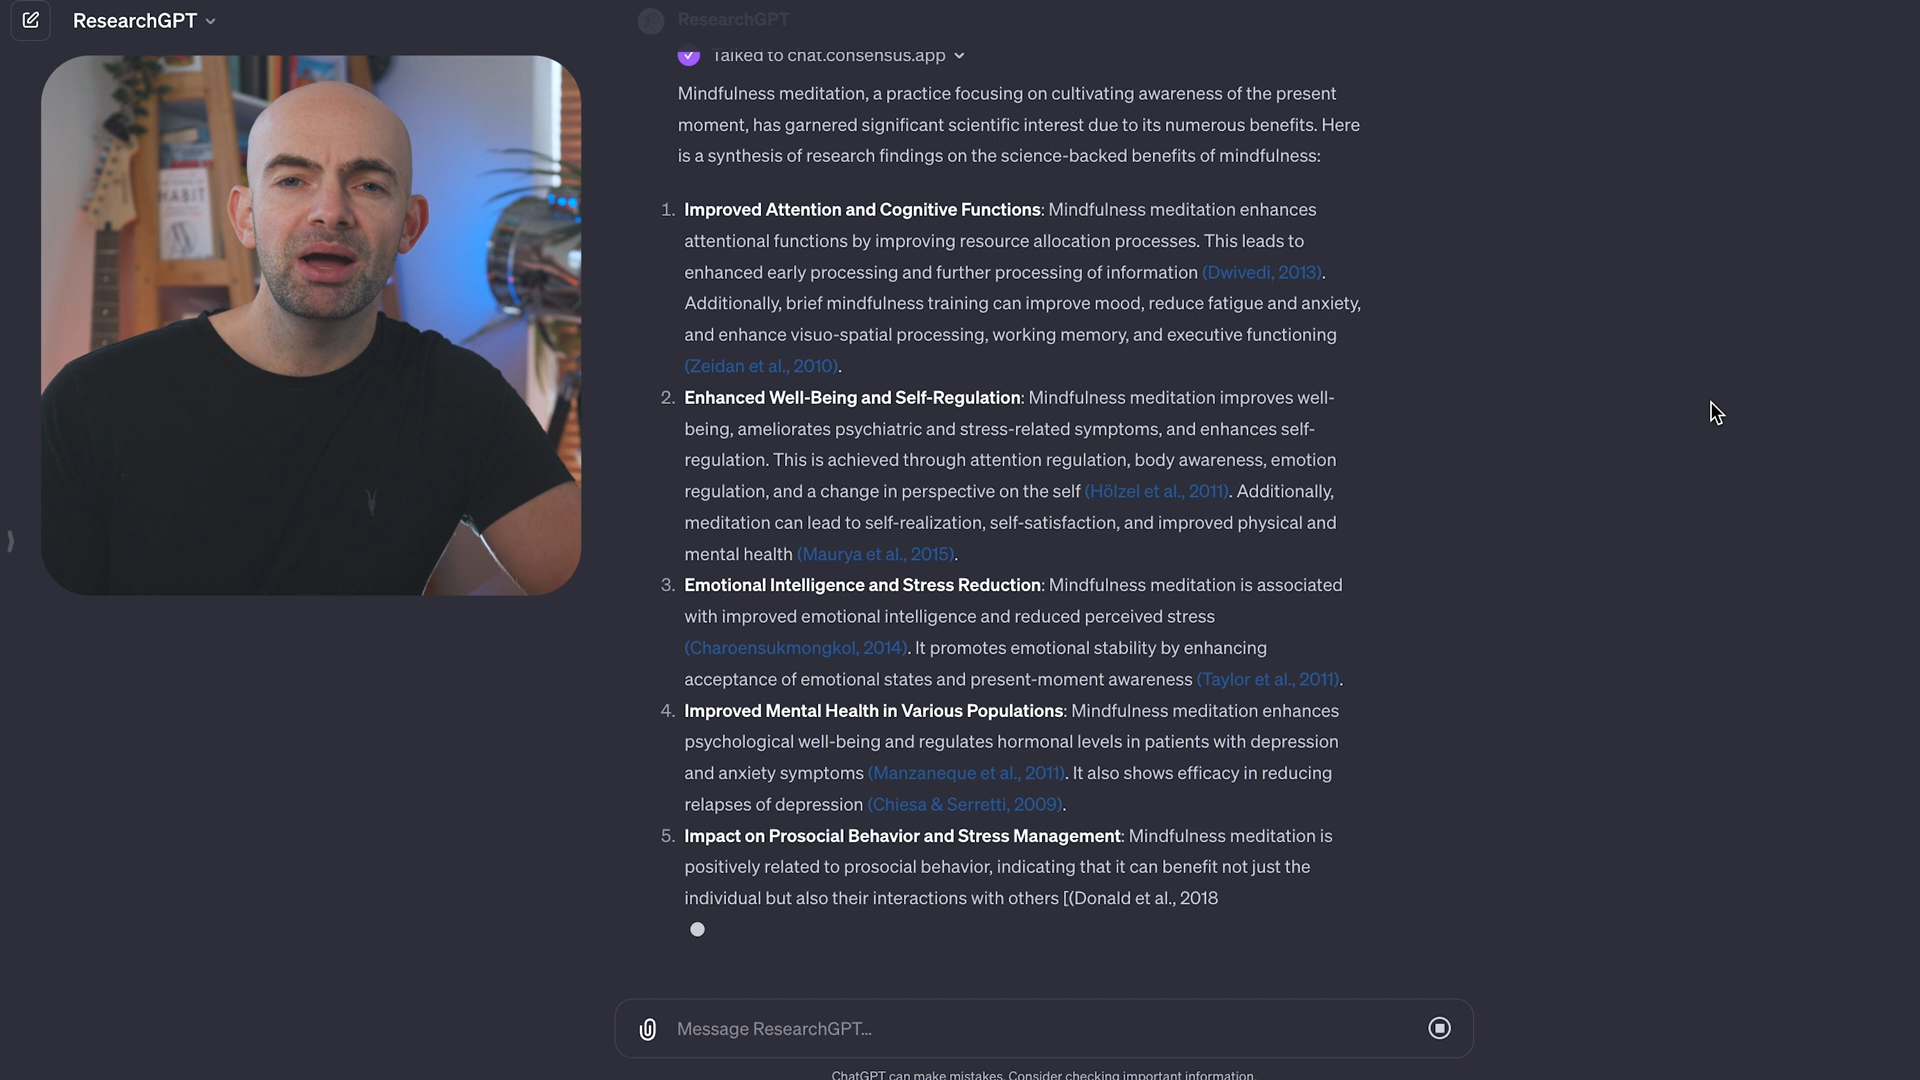 ResearchGPT
ResearchGPT
Talked to chat.consensus.app
Mindfulness meditation, a practice focusing on cultivating awareness of the present
moment, has garnered significant scientific interest due to its numerous benefits. Here
is a synthesis of research findings on the science-backed benefits of mindfulness:
1. Improved Attention and Cognitive Functions: Mindfulness meditation enhances
attentional functions by improving resource allocation processes. This leads to
enhanced early processing and further processing of information (Dwivedi, 2013).
Additionally, brief mindfulness training can improve mood, reduce fatigue and anxiety,
and enhance visuo-spatial processing, working memory, and executive functioning
(Zeidan et al., 2010).
2. Enhanced Well-Being and Self-Regulation: Mindfulness meditation improves well-
being, ameliorates psychiatric and stress-related symptoms, and enhances self-
regulation. This is achieved through attention regulation, body awareness, emotion
regulation, and a change in perspective on the self (Hölzel et al., 2011). Additionally,
meditation can lead to self-realization, self-satisfaction, and improved physical and
mental health (Maurya et al., 2015).
3. Emotional Intelligence and Stress Reduction: Mindfulness meditation is associated
with improved emotional intelligence and reduced perceived stress
(Charoensukmongkol, 2014). It promotes emotional stability by enhancing
acceptance of emotional states and present-moment awareness (Taylor et al., 2011).
4. Improved Mental Health in Various Populations: Mindfulness meditation enhances
psychological well-being and regulates hormonal levels in patients with depression
and anxiety symptoms (Manzaneque et al., 2011). It also shows efficacy in reducing
relapses of depression (Chiesa & Serretti, 2009).
5. Impact on Prosocial Behavior and Stress Management: Mindfulness meditation is
positively related to prosocial behavior, indicating that it can benefit not just the
individual but also their interactions with others [(Donald et al., 2018
Message ResearchGPT...
ChatGPT can make mistakes. Consider checking important information.
HABIT